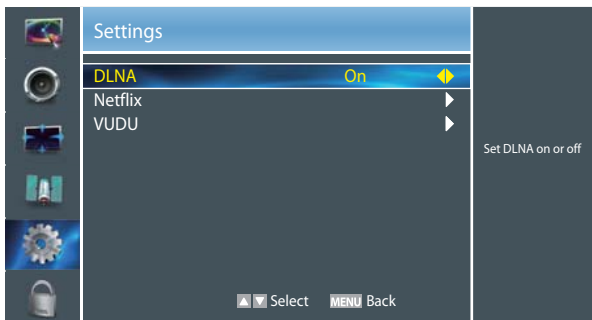 Settings
DLNA On
Netflix
VUDU
Set DLNA on or off
Select MENU Back